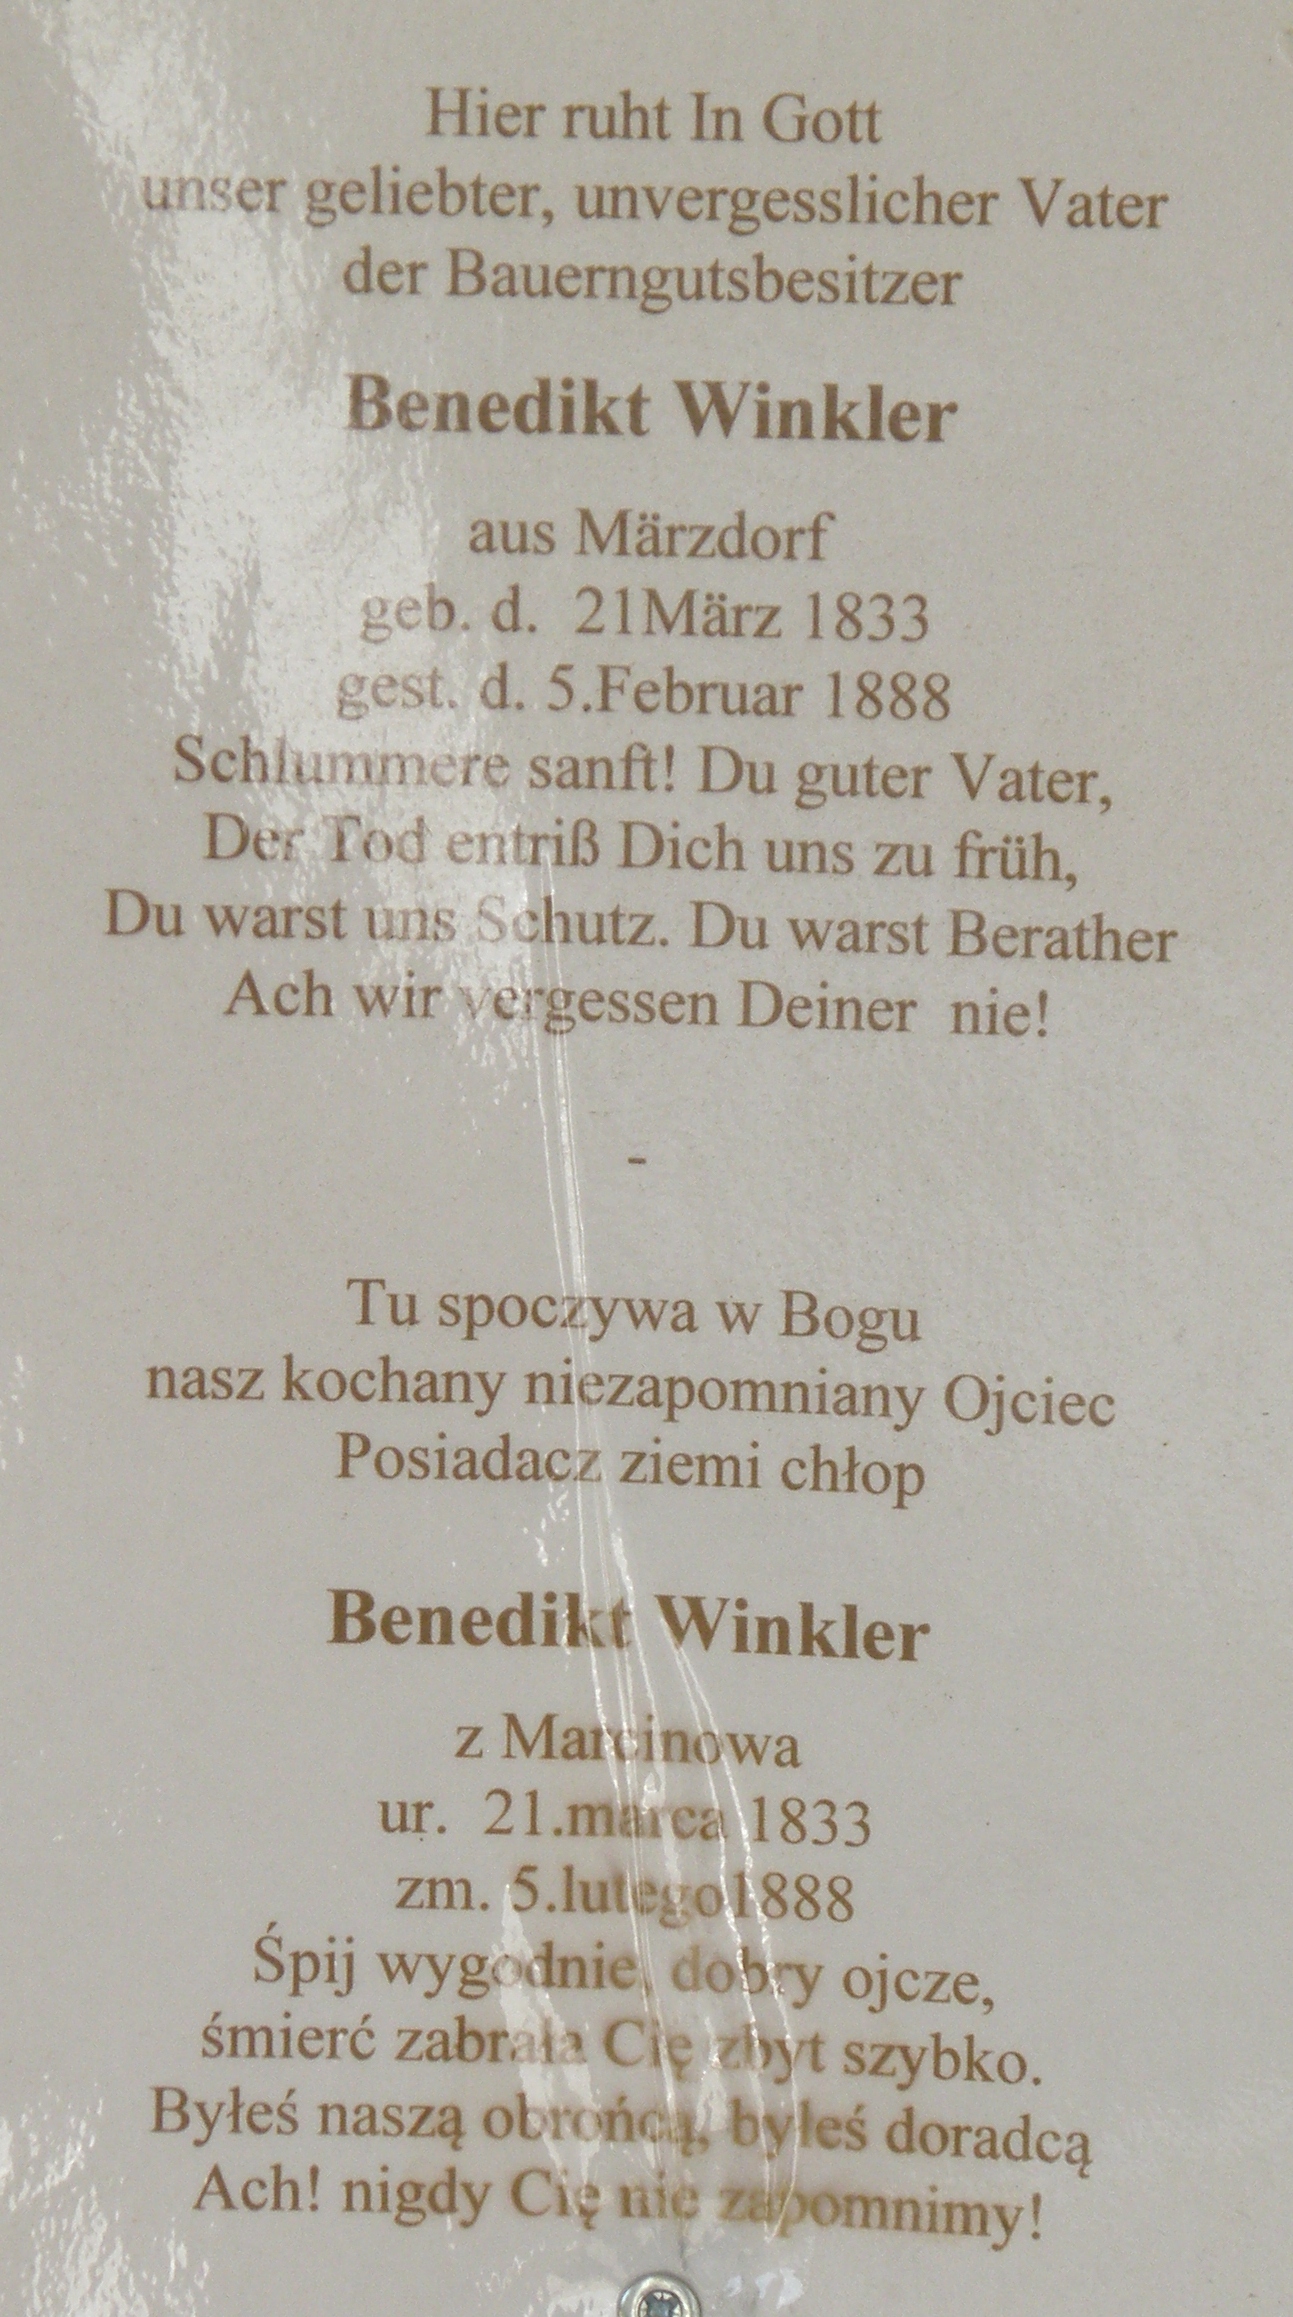 Hier ruht In Gott
unser geliebter, unvergesslicher Vater
der Bauerngutsbesitzer
Benedikt Winkler
aus Märzdorf
geb. d. 21März 1833
gest. d. 5.Februar 1888
Schlummere sanft! Du guter Vater,
Der Tod entriß Dich uns zu früh,
Du warst uns Schutz. Du warst Berather
Ach wir vergessen Deiner nie!
-
Tu spoczywa w Bogu
nasz kochany niezapomniany Ojciec
Posiadacz ziemi chłop
Benedikt Winkler
z Marcinowa
ur. 21.marca 1833
zm. 5.lutego1888
Śpij wygodnie, dobry ojcze,
śmierć zabrała Cię zbyt szybko.
Byłeś naszą obrońcą, byłeś doradcą
Ach! nigdy Cię nie zapomnimy!